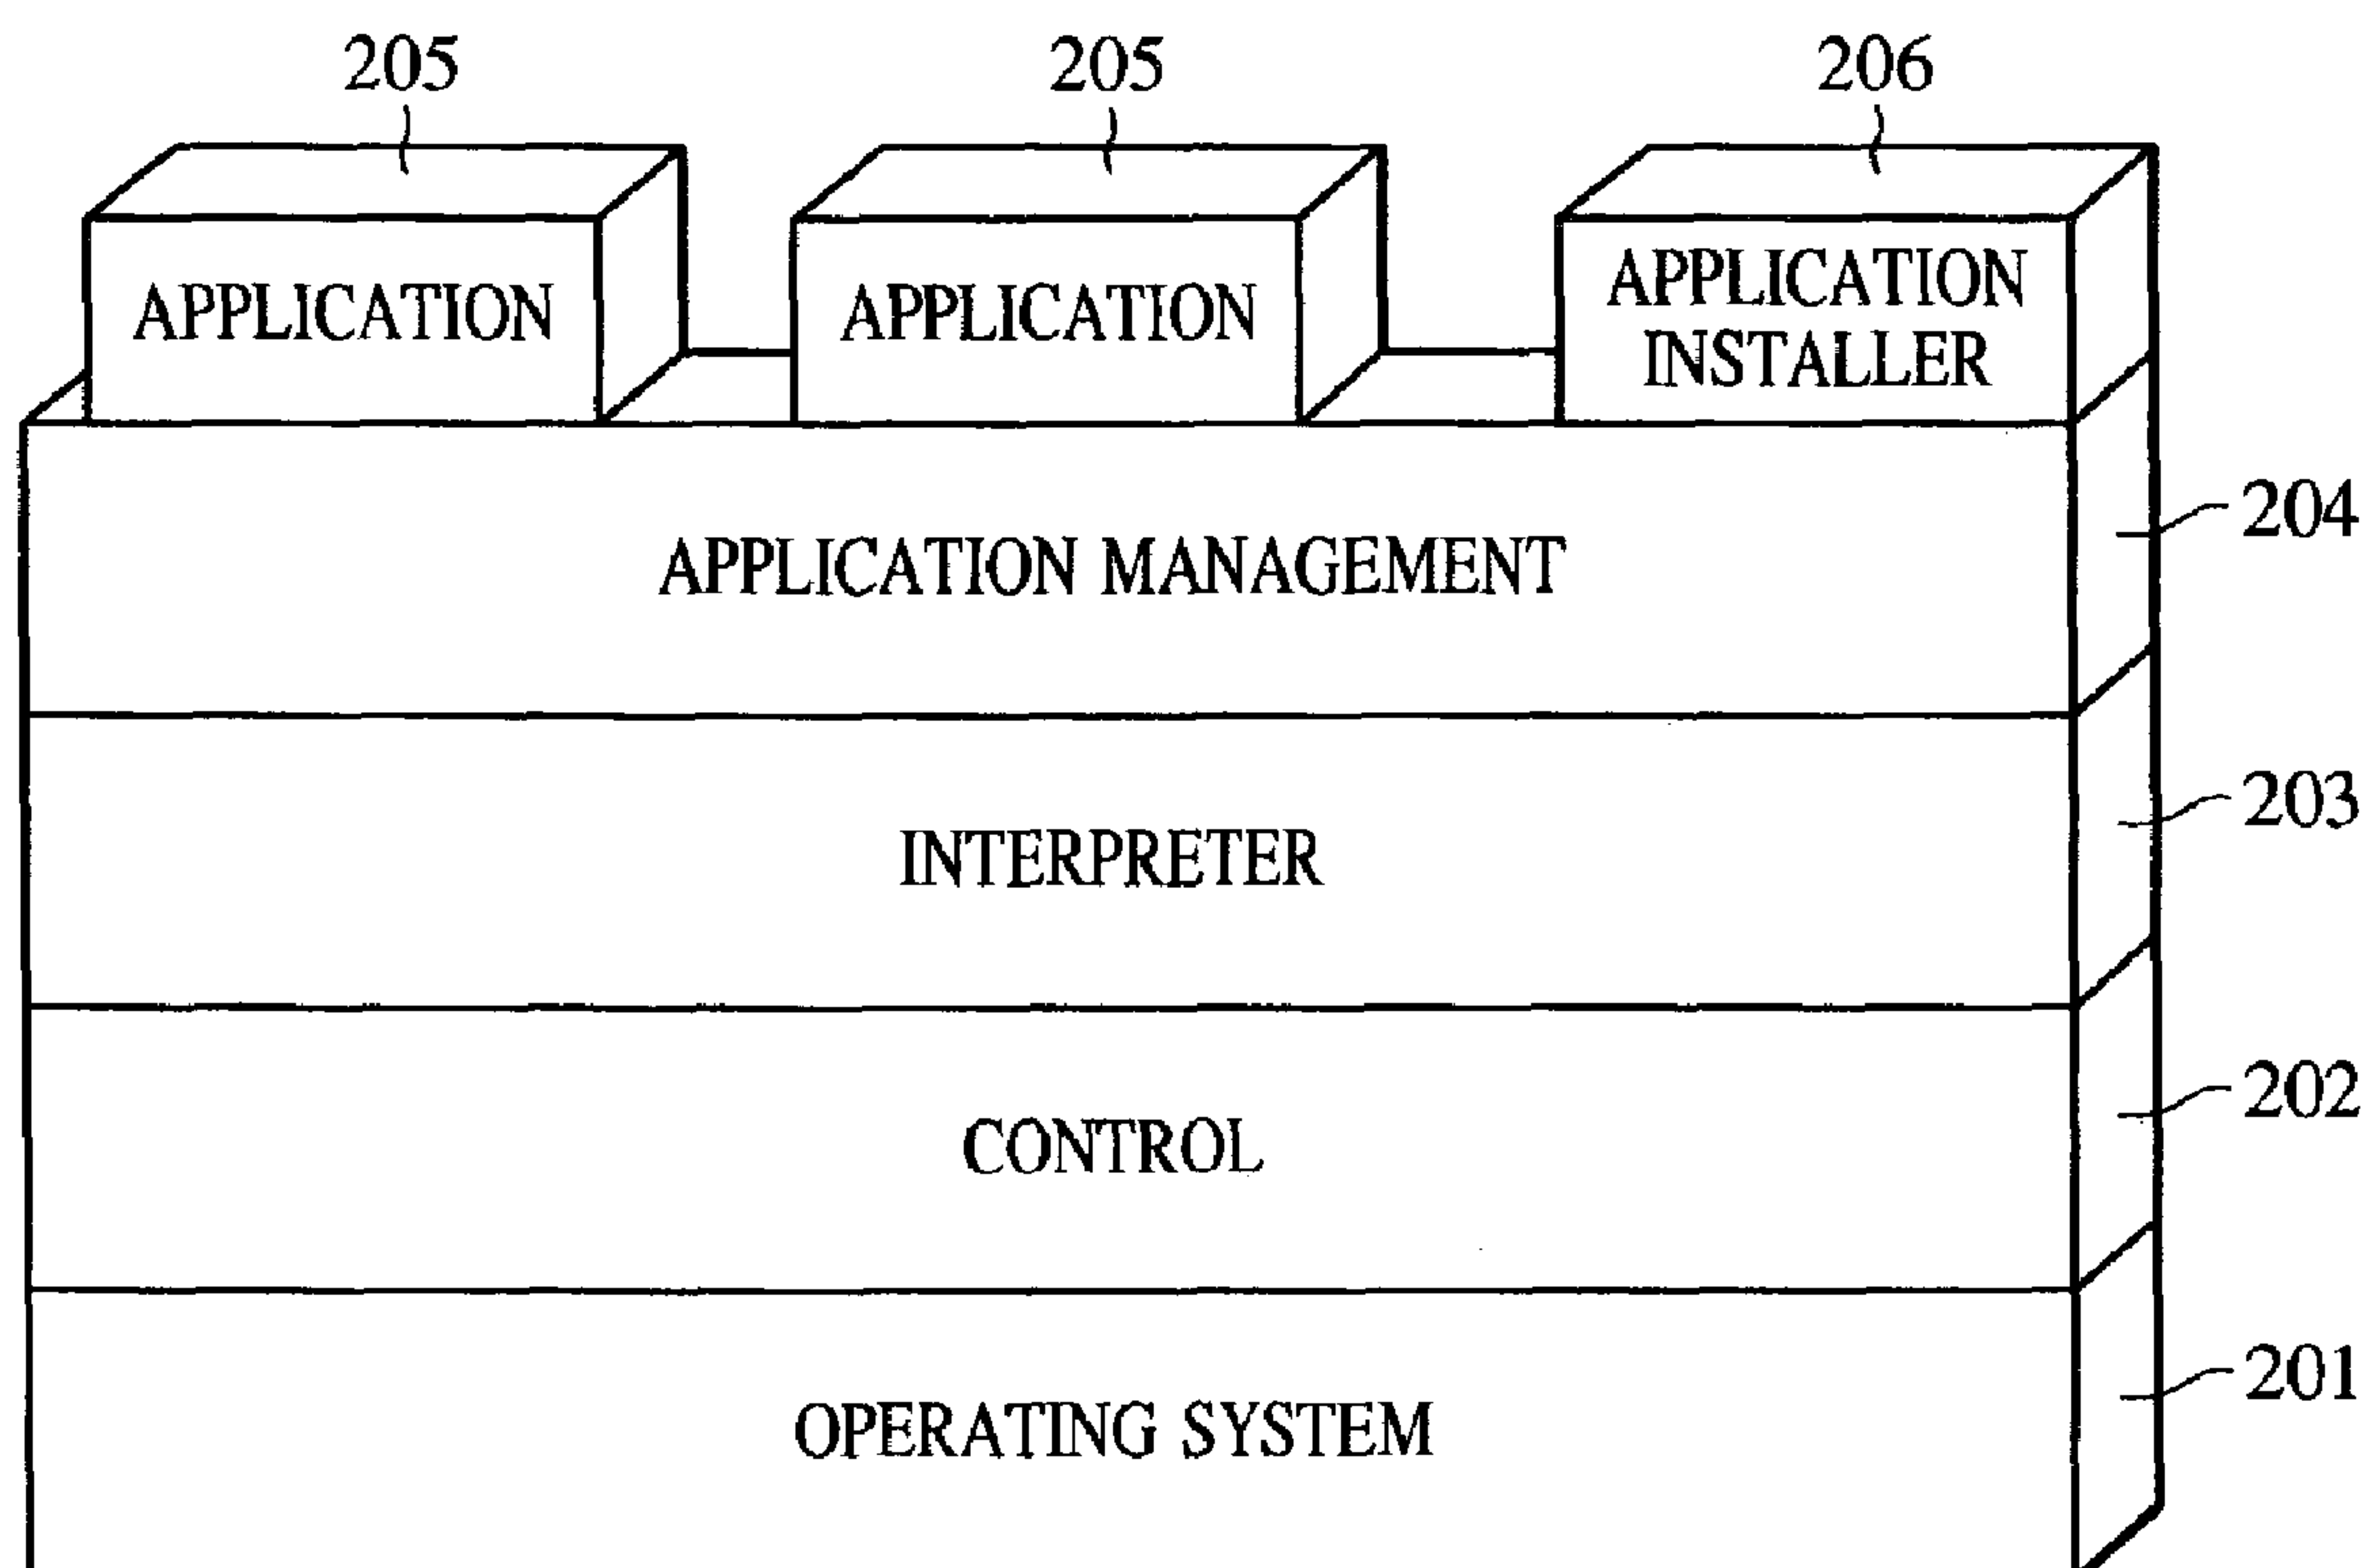 205
205
206
APPLICATION
APPLICATION
APPLICATION
INSTALLER
204
APPLICATION MANAGEMENT
203
INTERPRETER
202
CONTROL
201
OPERATING SYSTEM